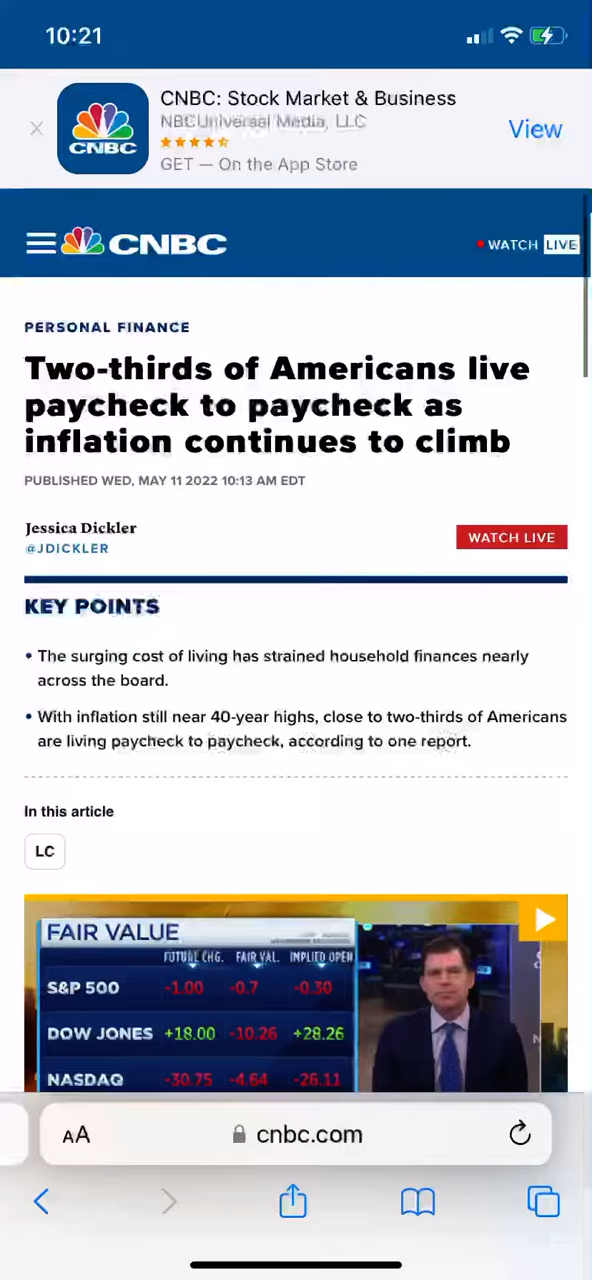 10:21
CNBC: Stock Market & Business
NBCUniversal Media, LLC
GET — On the App Store
View
CNBC
CNBC
WATCH LIVE
PERSONAL FINANCE
Two-thirds of Americans live
paycheck to paycheck as
inflation continues to climb
PUBLISHED WED, MAY 11 2022 10:13 AM EDT
Jessica Dickler
@JDICKLER
WATCH LIVE
KEY POINTS
• The surging cost of living has strained household finances nearly
across the board.
• With inflation still near 40-year highs, close to two-thirds of Americans
are living paycheck to paycheck, according to one report.
In this article
LC
FAIR VALUE
FUTURE CHG. FAIR VAL. IMPLIED OPEN
S&P 500 -1.00 -0.7 -0.30
DOW JONES +18.00 -10.26 +28.26
NASDAQ -30.75 -4.64 -26.11
AA
cnbc.com